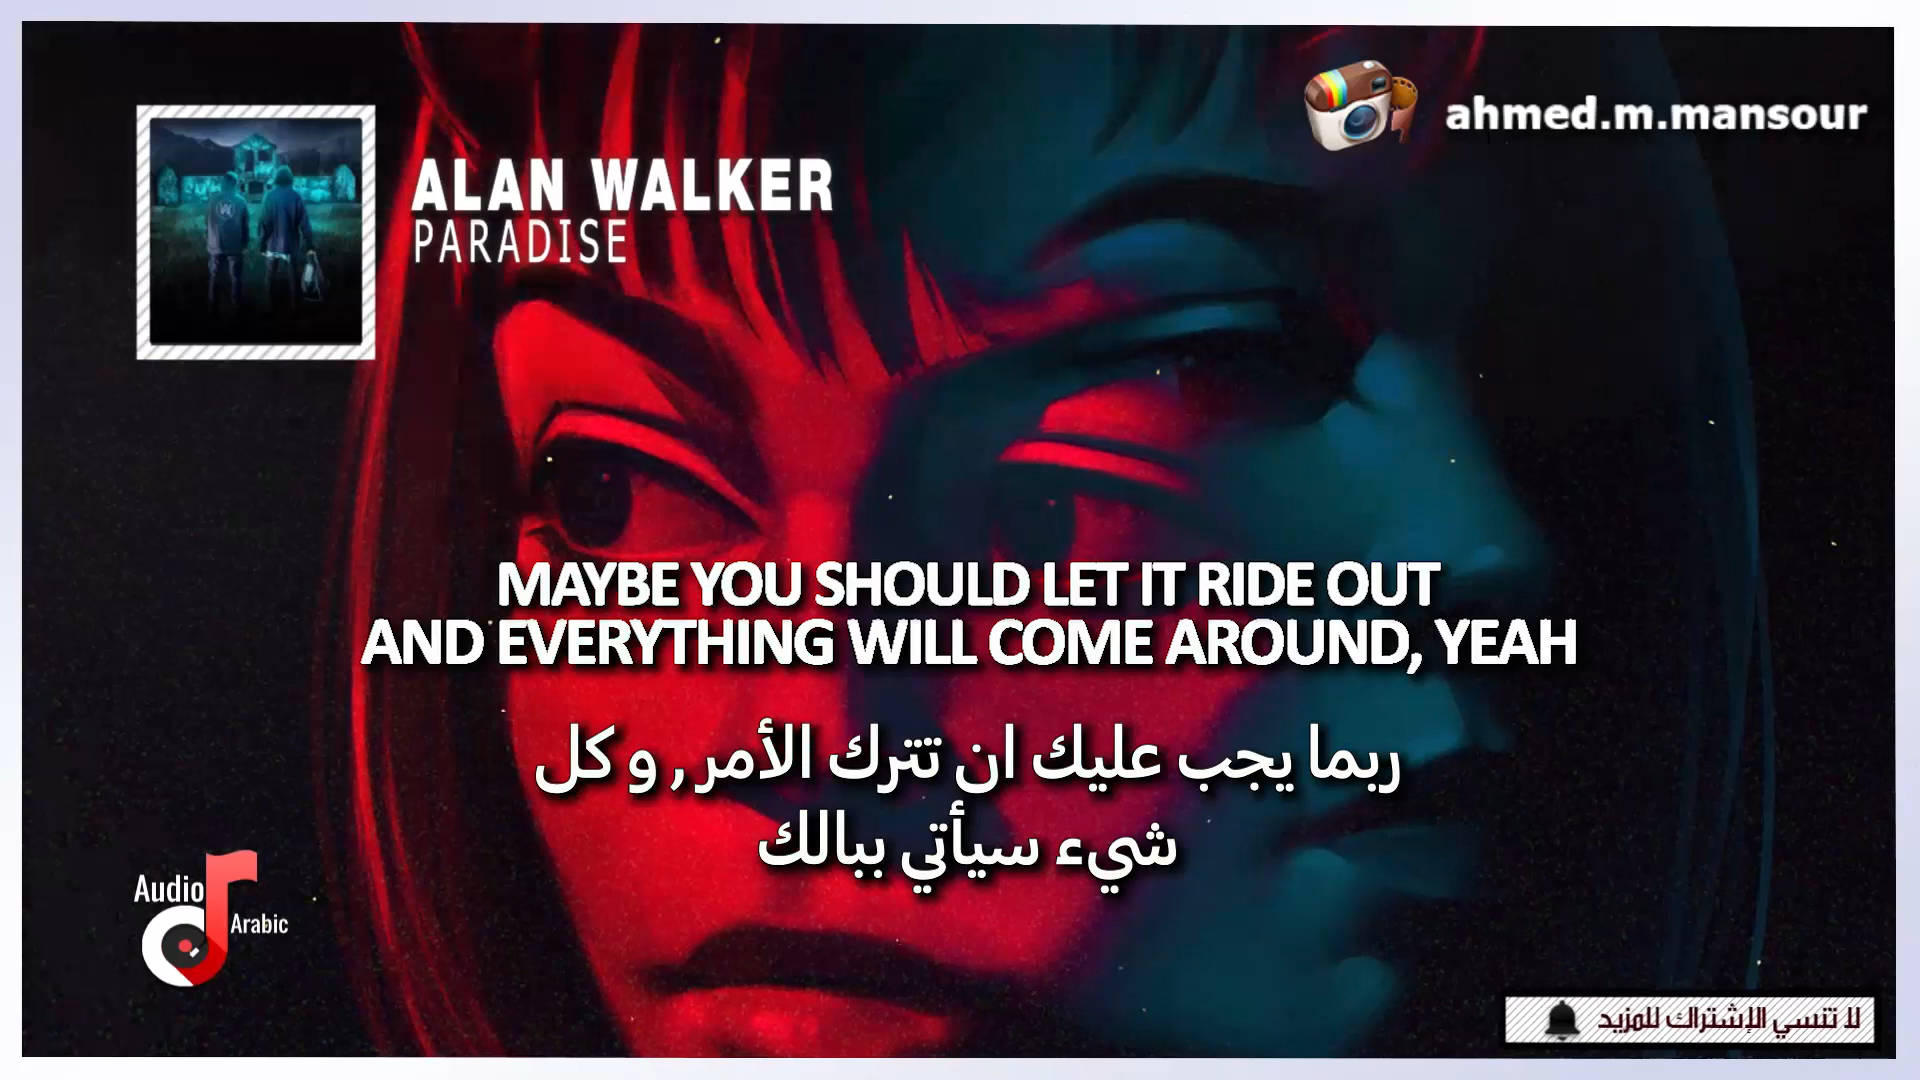 ahmed.m.mansour
ALAN WALKER
PARADISE
MAYBE YOU SHOULD LET IT RIDE OUT
AND EVERYTHING WILL COME AROUND, YEAH
ربما يجب عليك ان تترك الأمر , و كل
شيء سيأتي ببالك
Audio
Arabic
لا تنسي الإشتراك للمزيد